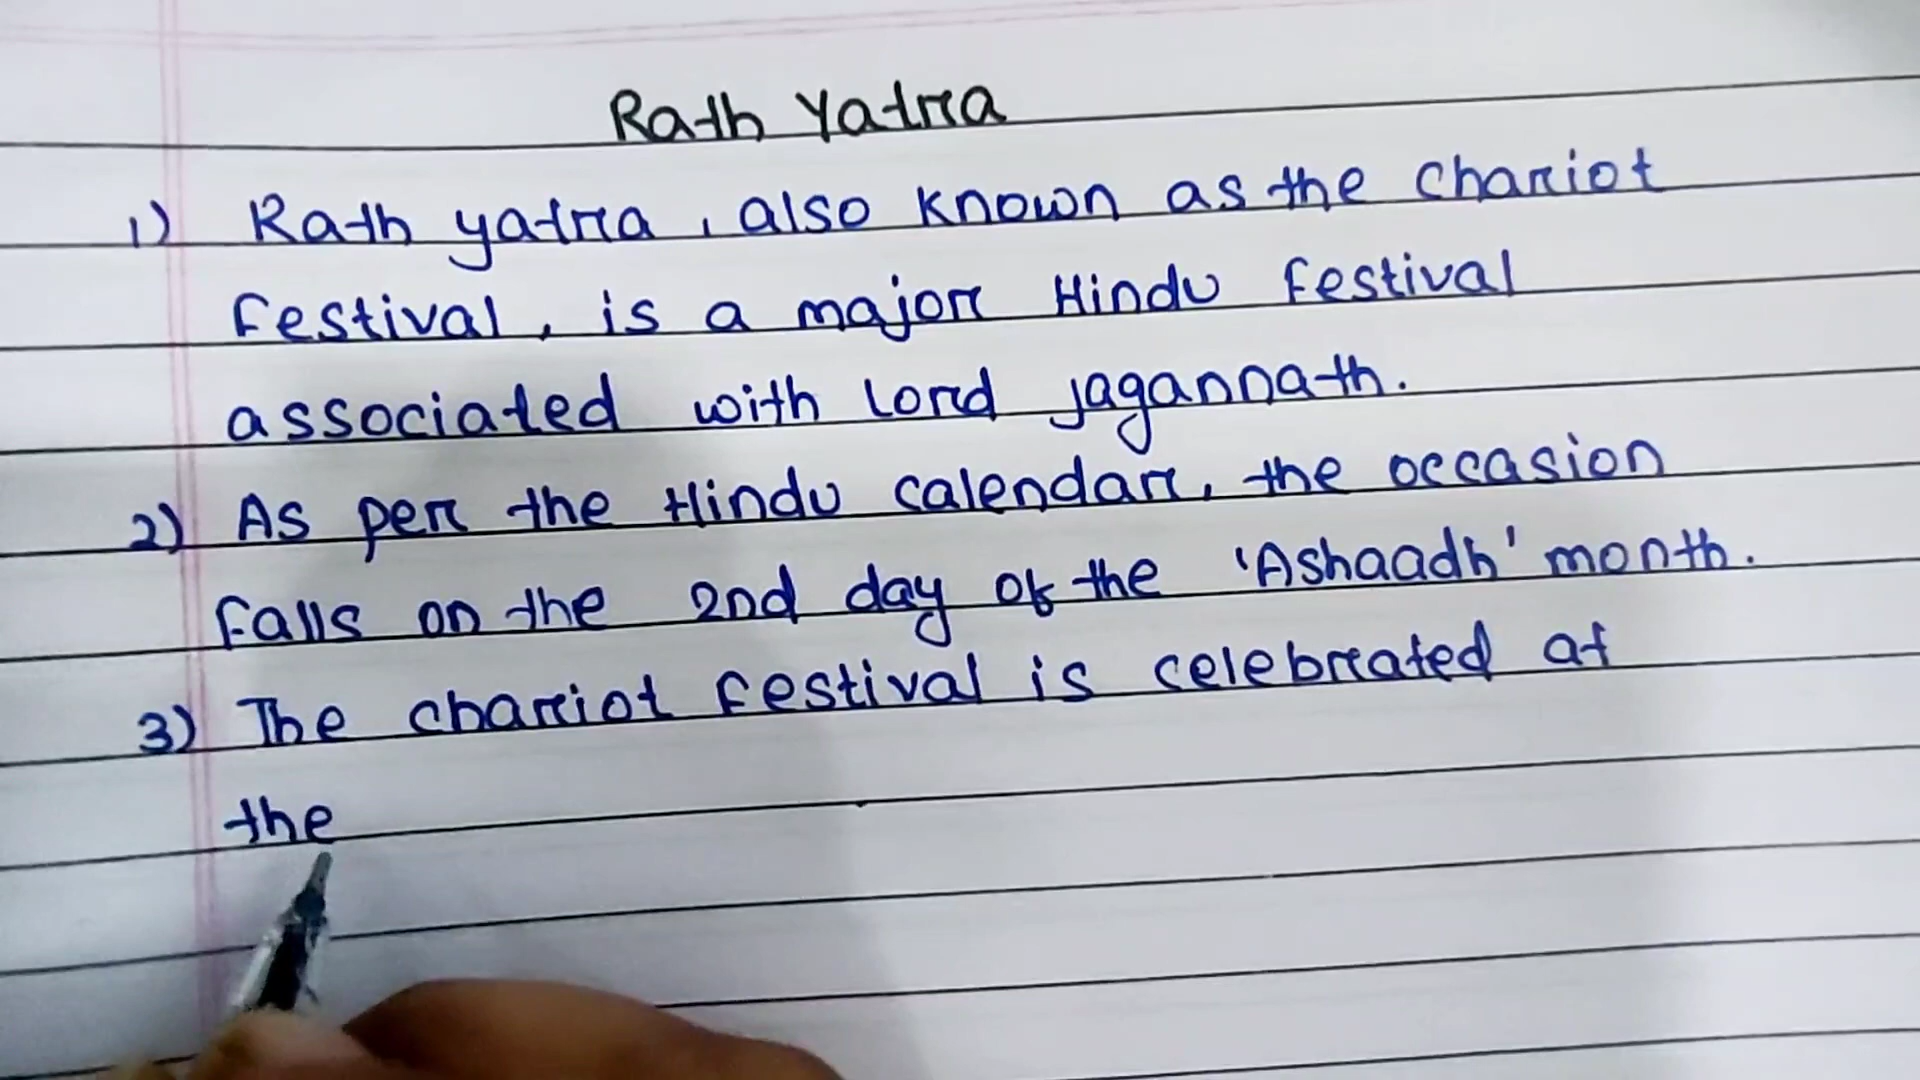 Rath Yatra
1) Rath yatra, also known as the chariot
festival, is a major Hindu festival
associated with Lord jagannath.
2) As per the Hindu calendar, the occasion
falls on the 2nd day of the 'Ashaadh' month.
3) The chariot festival is celebrated at
the